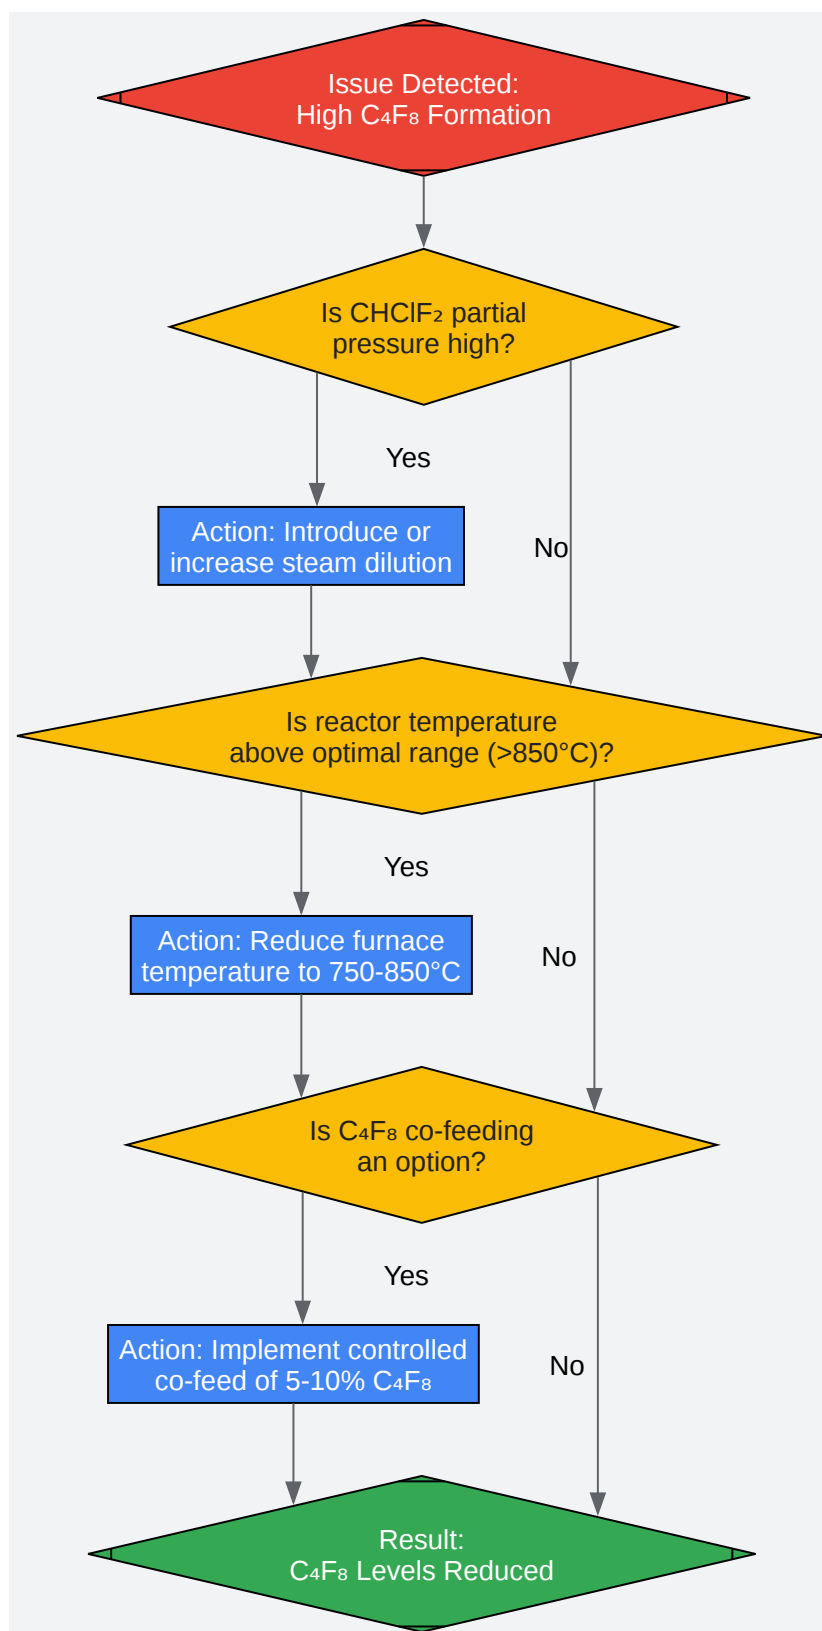 Issue Detected:
High C₄F₈ Formation
Is CHClF₂ partial
pressure high?
Yes
Action: Introduce or
increase steam dilution
No
Is reactor temperature
above optimal range (>850°C)?
Yes
Action: Reduce furnace
temperature to 750-850°C
No
Is C₄F₈ co-feeding
an option?
Yes
Action: Implement controlled
co-feed of 5-10% C₄F₈
No
Result:
C₄F₈ Levels Reduced